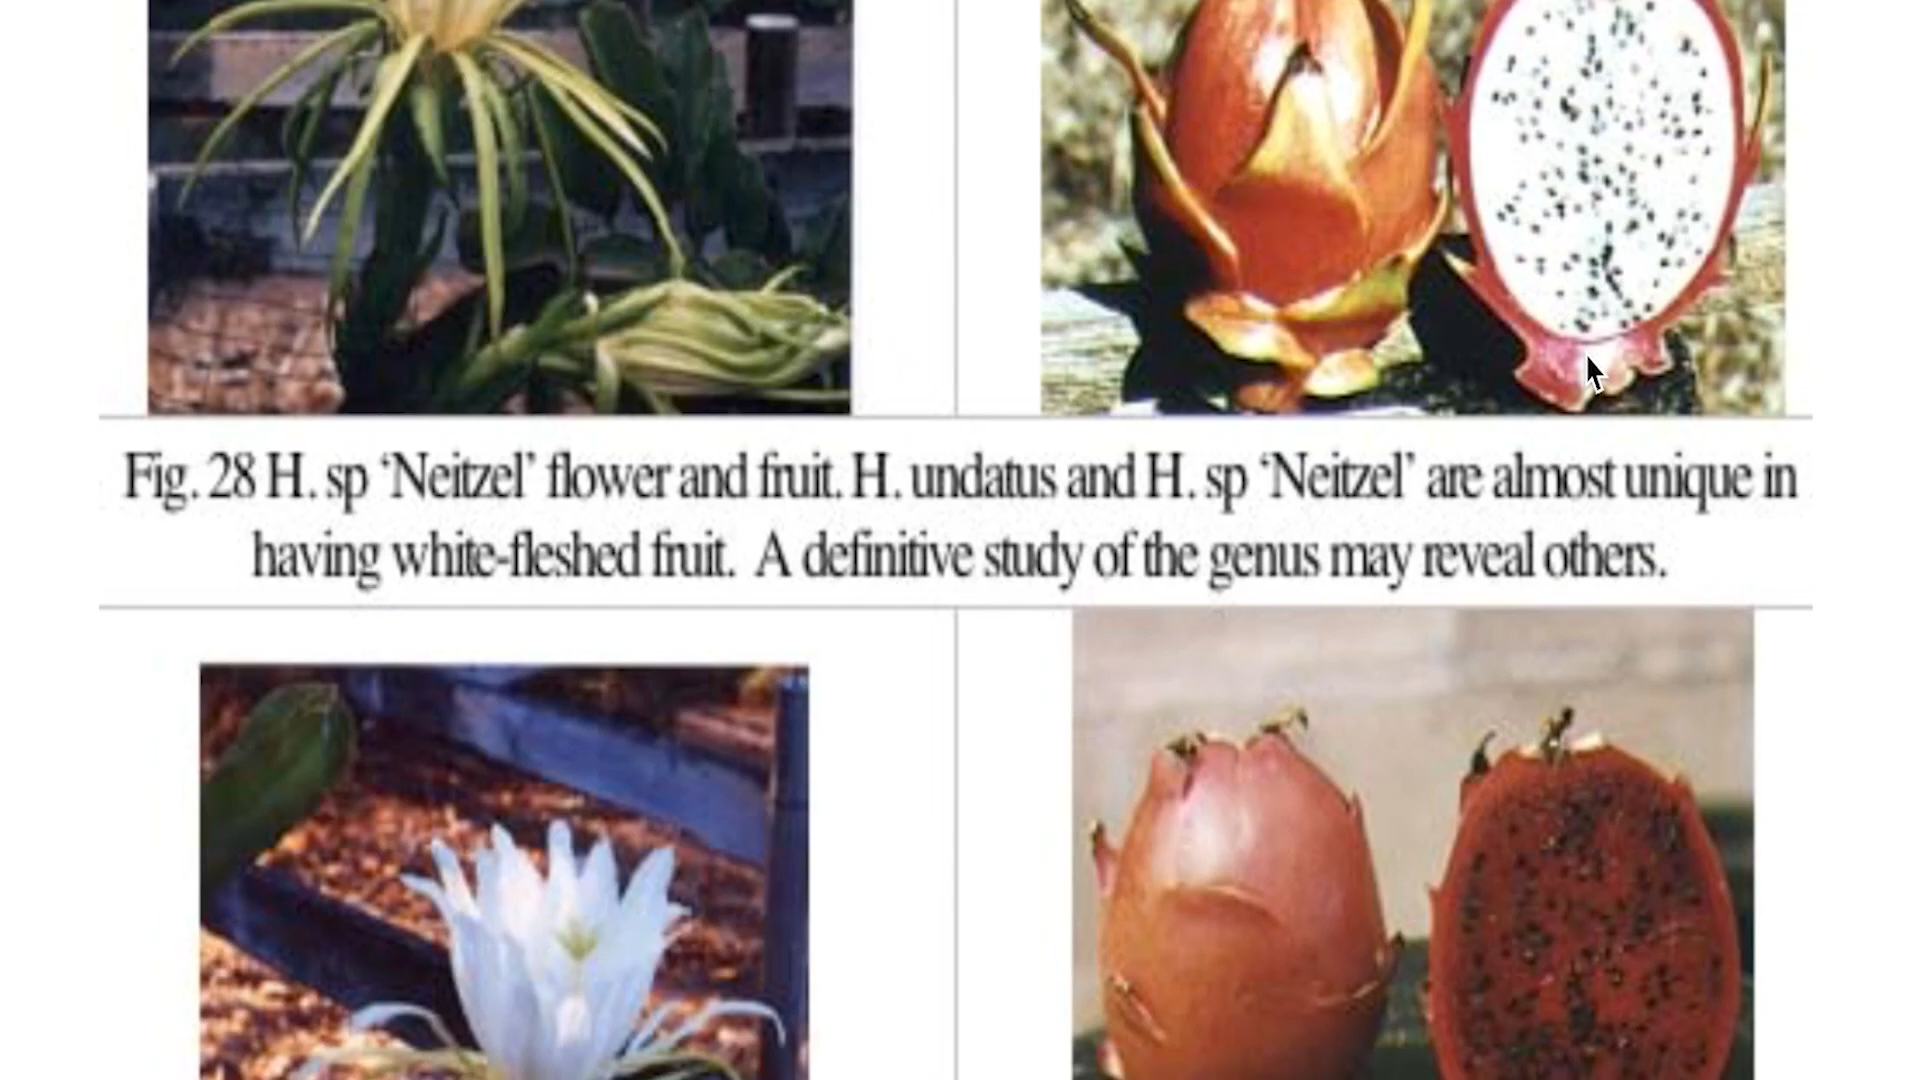 Fig. 28 H. sp ‘Neitzel’ flower and fruit. H. undatus and H. sp ‘Neitzel’ are almost unique in
having white-fleshed fruit.  A definitive study of the genus may reveal others.